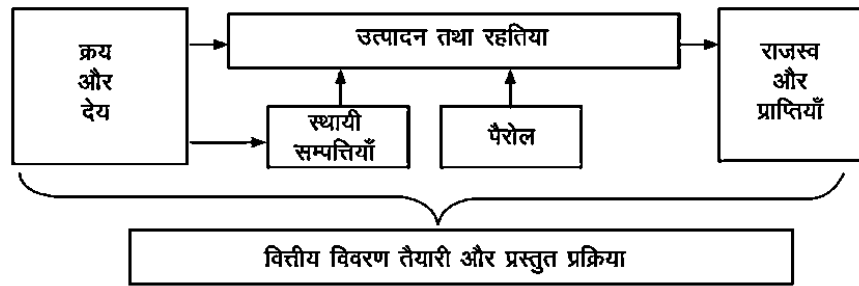 क्रय
और
देय
उत्पादन तथा रहतिया
स्थायी
सम्पत्तियाँ
पैरोल
राजस्व
और
प्राप्तियाँ
वित्तीय विवरण तैयारी और प्रस्तुत प्रक्रिया